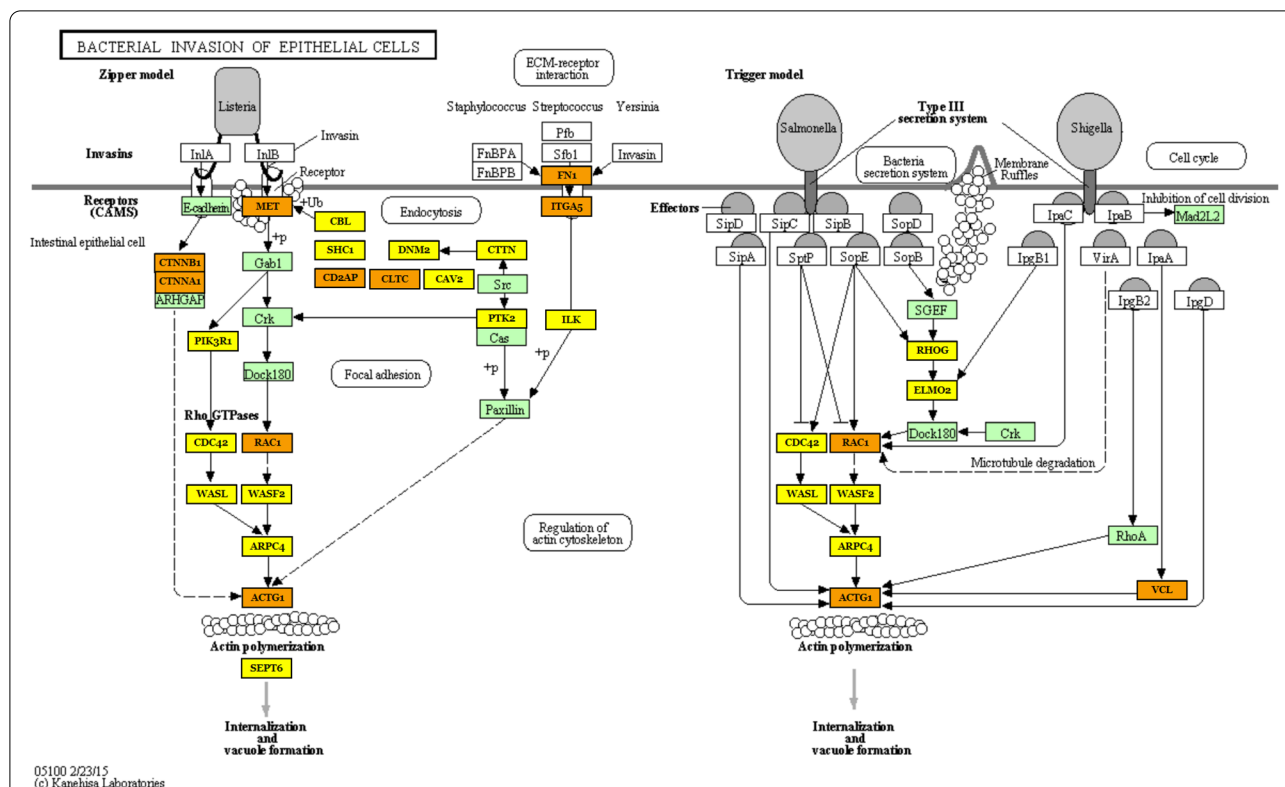 BACTERIAL INVASION OF EPITHELIAL CELLS
Zipper model
Listeria
Invasin
Invasins
InlA
InlB
Receptor
Receptors
(CAMS)
E-cadherin
MET
+Ub
CBL
+p
Intestinal epithelial cell
CTNNB1
CTNNA1
ARHGAP
Gab1
SHC1
CD2AP
CLTC
CAV2
DNM2
CTTN
Src
Endocytosis
ECM-receptor
interaction
Staphylococcus
Streptococcus
Yersinia
Pfb
FnBPA
FnBPB
Sfb1
Invasin
FN1
ITGA5
Crk
PTK2
Cas
ILK
PIK3R1
+p
+p
Dock180
Focal adhesion
Paxillin
Rho GTPases
CDC42
RAC1
WASL
WASF2
ARPC4
Regulation of
actin cytoskeleton
ACTG1
Actin polymerization
SEPT6
Internalization
and
vacuole formation
Trigger model
Type III
secretion system
Salmonella
Shigella
Bacteria
secretion system
Membrane
Ruffles
Cell cycle
Effectors
SipD
SipC
SipB
SopD
IpaC
IpaB
Inhibition of cell division
Mad2L2
SipA
SptP
SopE
SopB
IpgB1
VirA
IpaA
IpgB2
IpgD
SGEF
RHOG
ELMO2
Dock180
Crk
CDC42
RAC1
Microtubule degradation
WASL
WASF2
ARPC4
RhoA
VCL
ACTG1
Actin polymerization
Internalization
and
vacuole formation
05100 2/23/15
(c) Kanehisa Laboratories